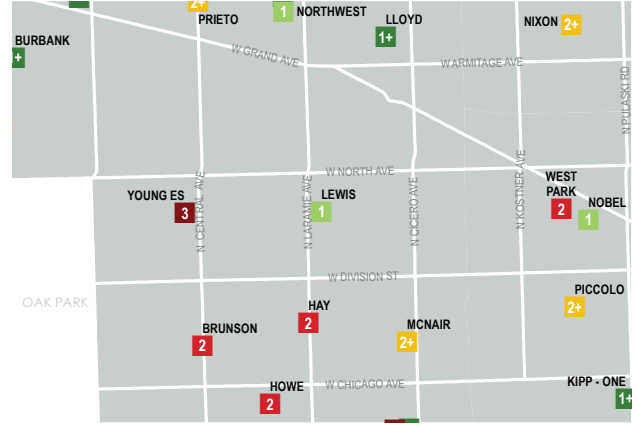 2+
PRIETO
1
NORTHWEST
LLOYD
1+
NIXON
2+
BURBANK
+
W GRAND AVE
W ARMITAGE AVE
N PULASKI RD
W NORTH AVE
YOUNG ES
3
N CENTRAL AVE
N LARAMIE AVE
LEWIS
1
N CICERO AVE
N KOSTNER AVE
WEST
PARK
2
NOBEL
1
W DIVISION ST
OAK PARK
PICCOLO
2+
HAY
2
BRUNSON
2
MCNAIR
2+
W CHICAGO AVE
HOWE
2
KIPP - ONE
1+